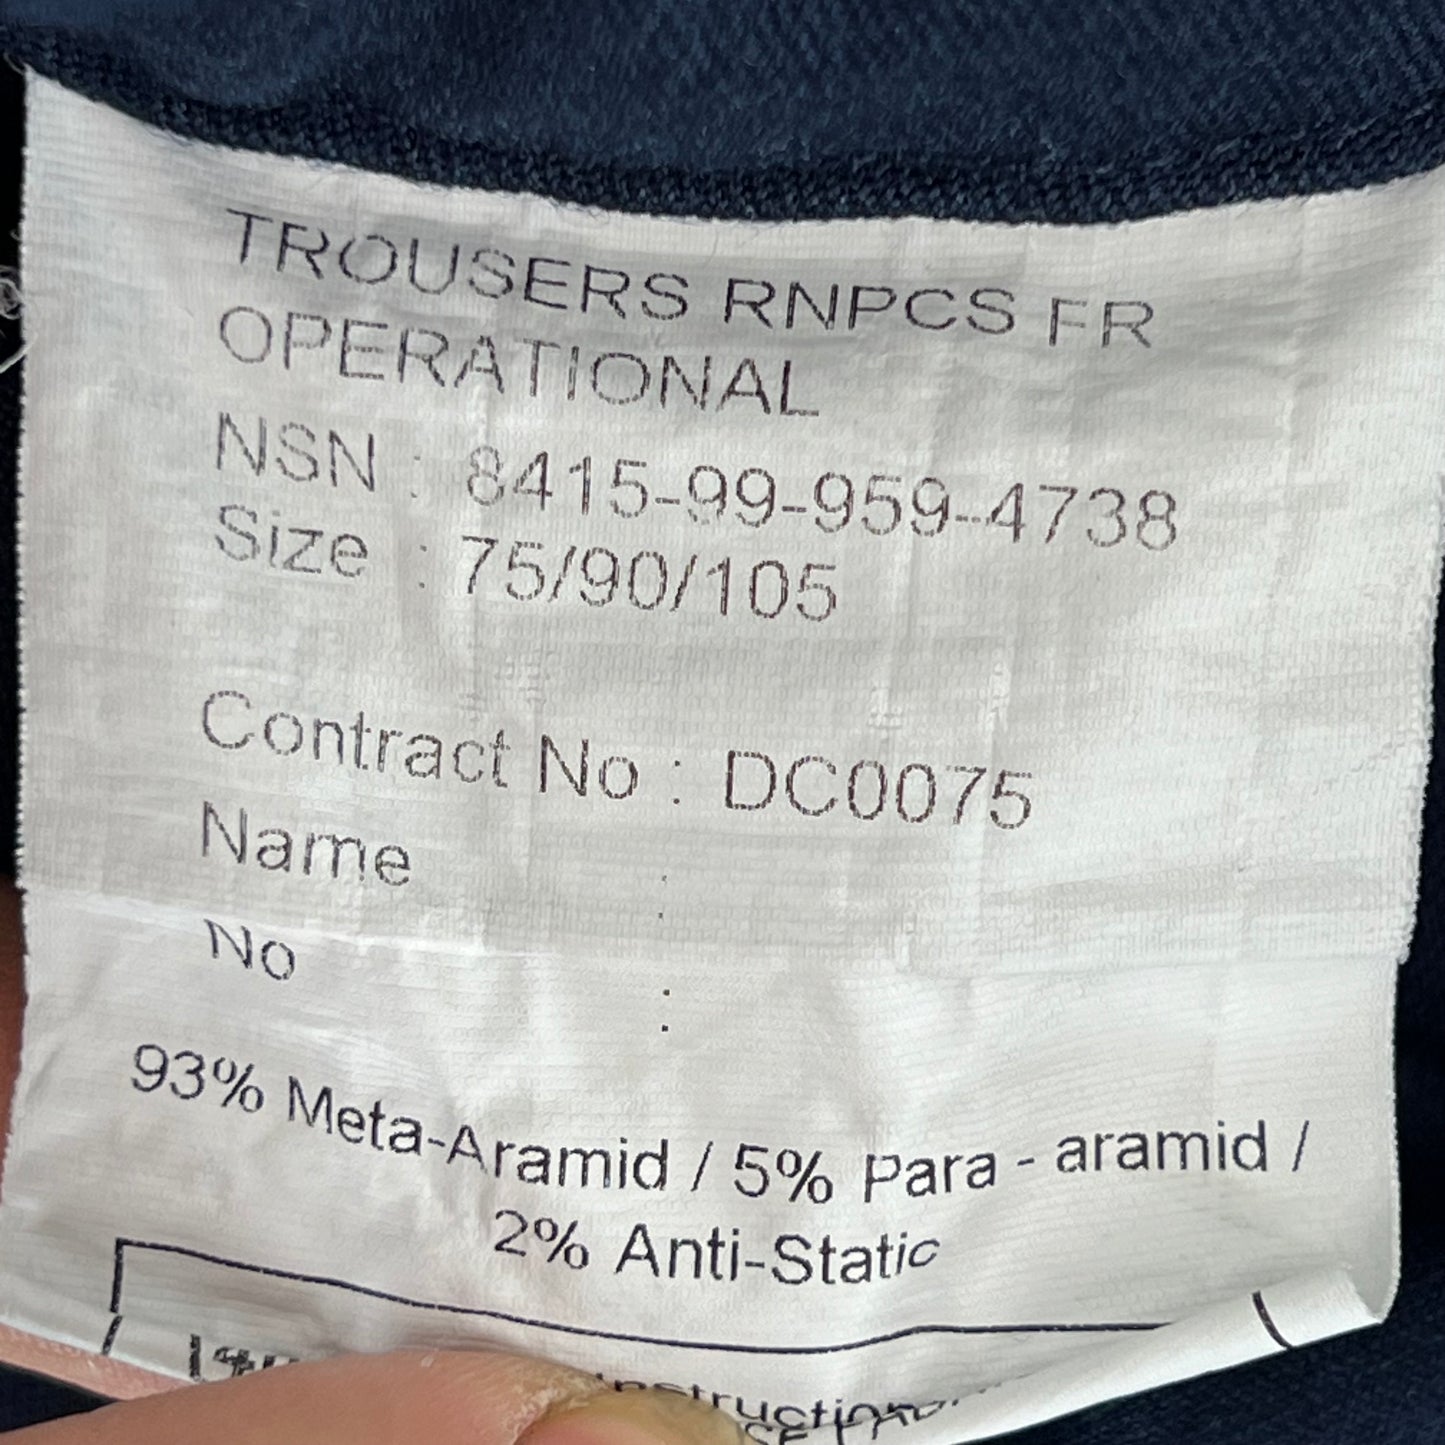 TROUSERS RNPCS FR
OPERATIONAL
NSN : 8415-99-959-4738
Size : 75/90/105
Contract No : DC0075
Name :
No :
93% Meta-Aramid / 5% Para - aramid /
2% Anti-Static